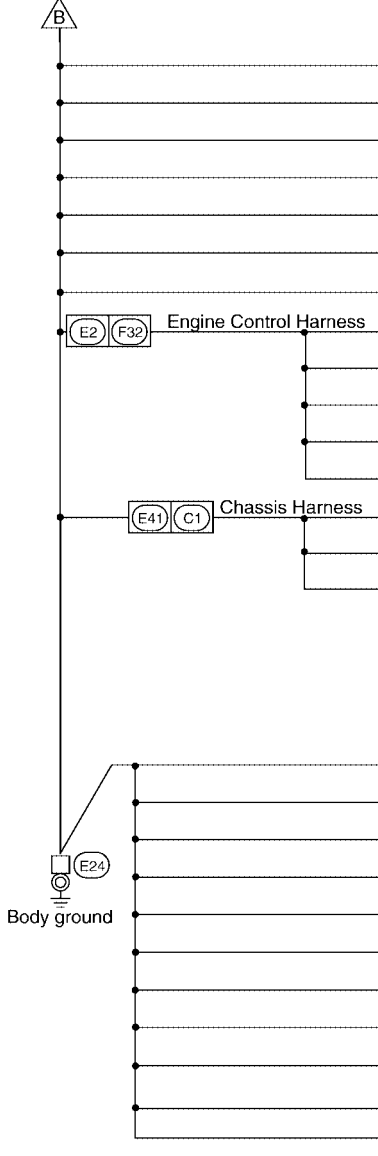 B
E2 F32 Engine Control Harness
E41 C1 Chassis Harness
E24
Body ground